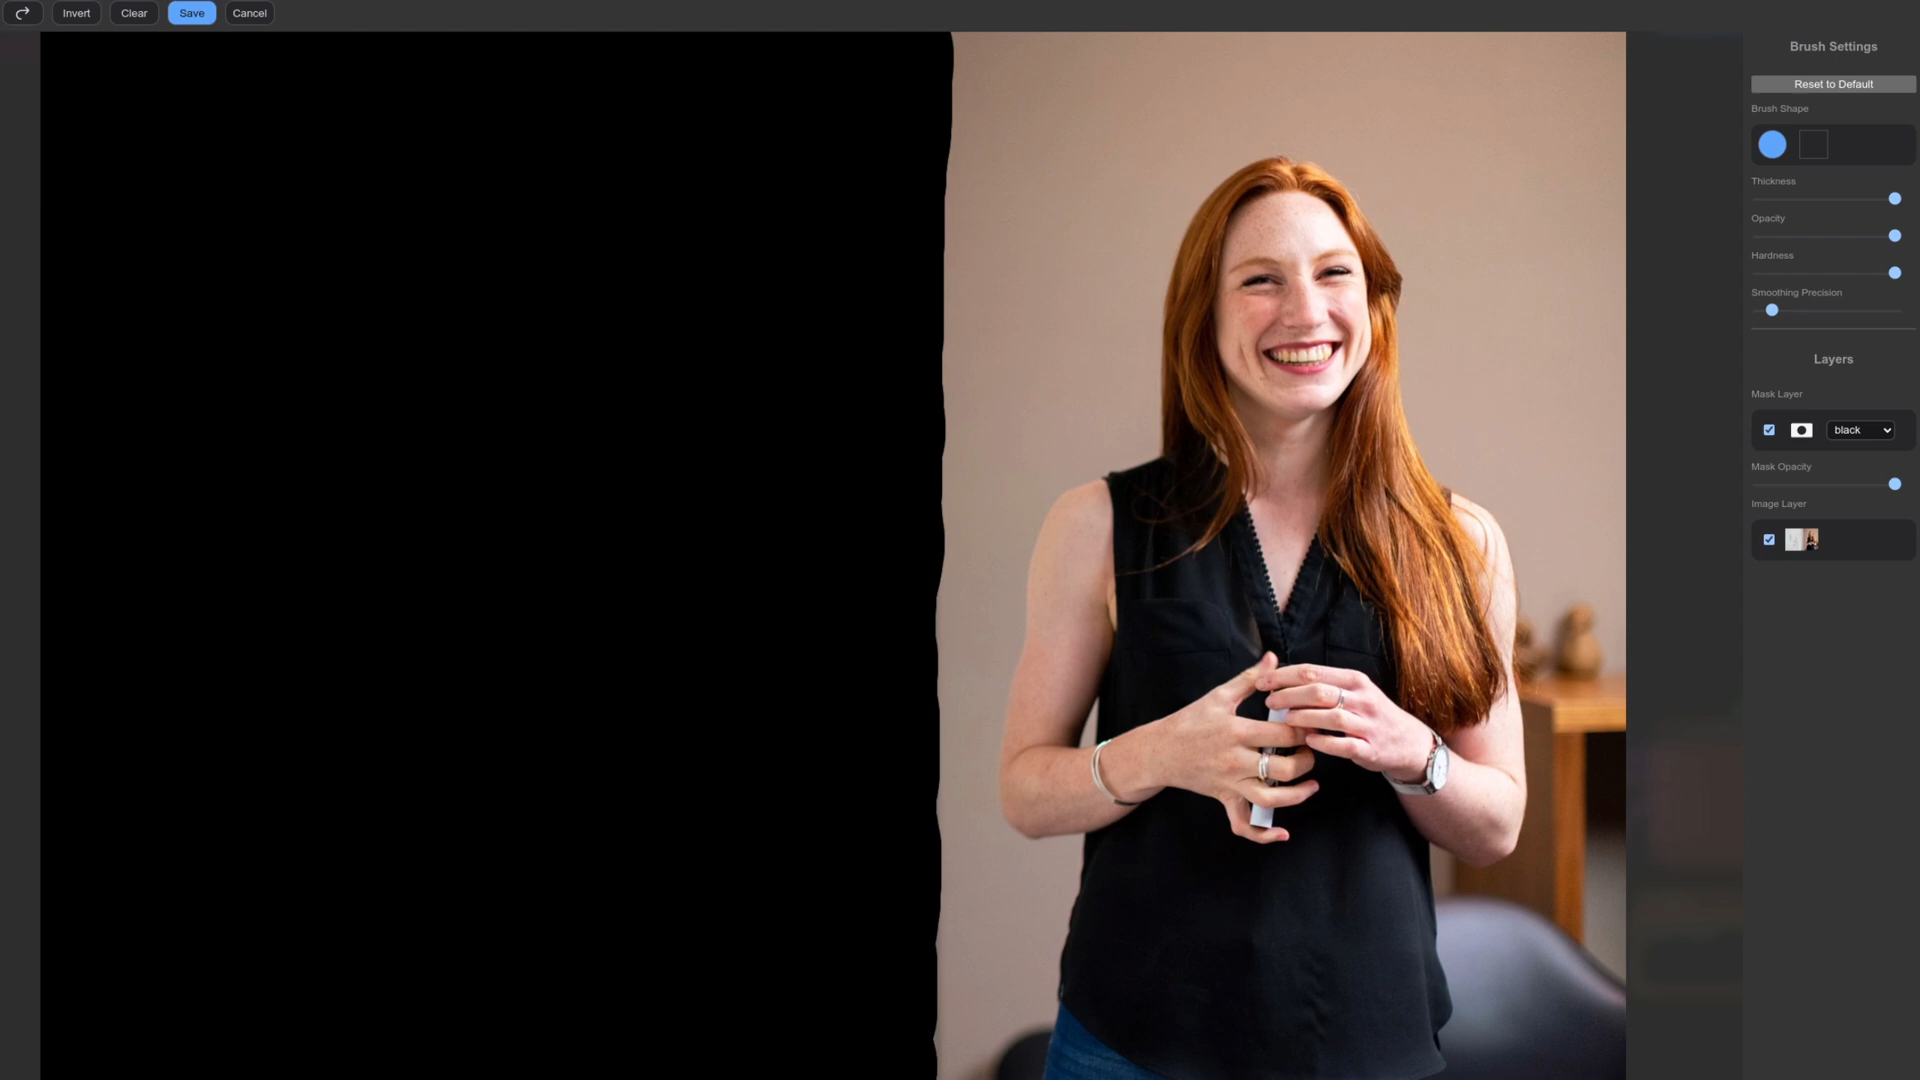 Invert
Clear
Save
Cancel
Brush Settings
Reset to Default
Brush Shape
Thickness
Opacity
Hardness
Smoothing Precision
Layers
Mask Layer
black
Mask Opacity
Image Layer